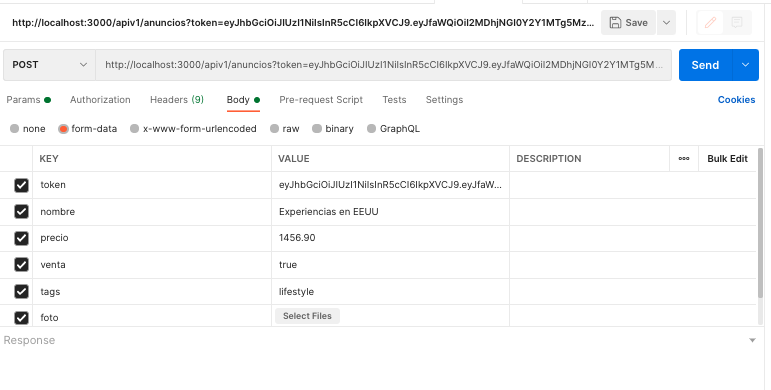 http://localhost:3000/apiv1/anuncios?token=eyJhbGciOiJIUzI1NiIsInR5cCI6IkpXVCJ9.eyJfaWQiOiI2MDhjNGI0Y2Y1MTg5Mz...
Save
POST
http://localhost:3000/apiv1/anuncios?token=eyJhbGciOiJIUzI1NiIsInR5cCI6IkpXVCJ9.eyJfaWQiOiI2MDhjNGI0Y2Y1MTg5M...
Send
Params Authorization Headers (9) Body Pre-request Script Tests Settings Cookies
none form-data x-www-form-urlencoded raw binary GraphQL
KEY VALUE DESCRIPTION ooo Bulk Edit
token eyJhbGciOiJIUzI1NiIsInR5cCI6IkpXVCJ9.eyJfaW...
nombre Experiencias en EEUU
precio 1456.90
venta true
tags lifestyle
foto Select Files
Response